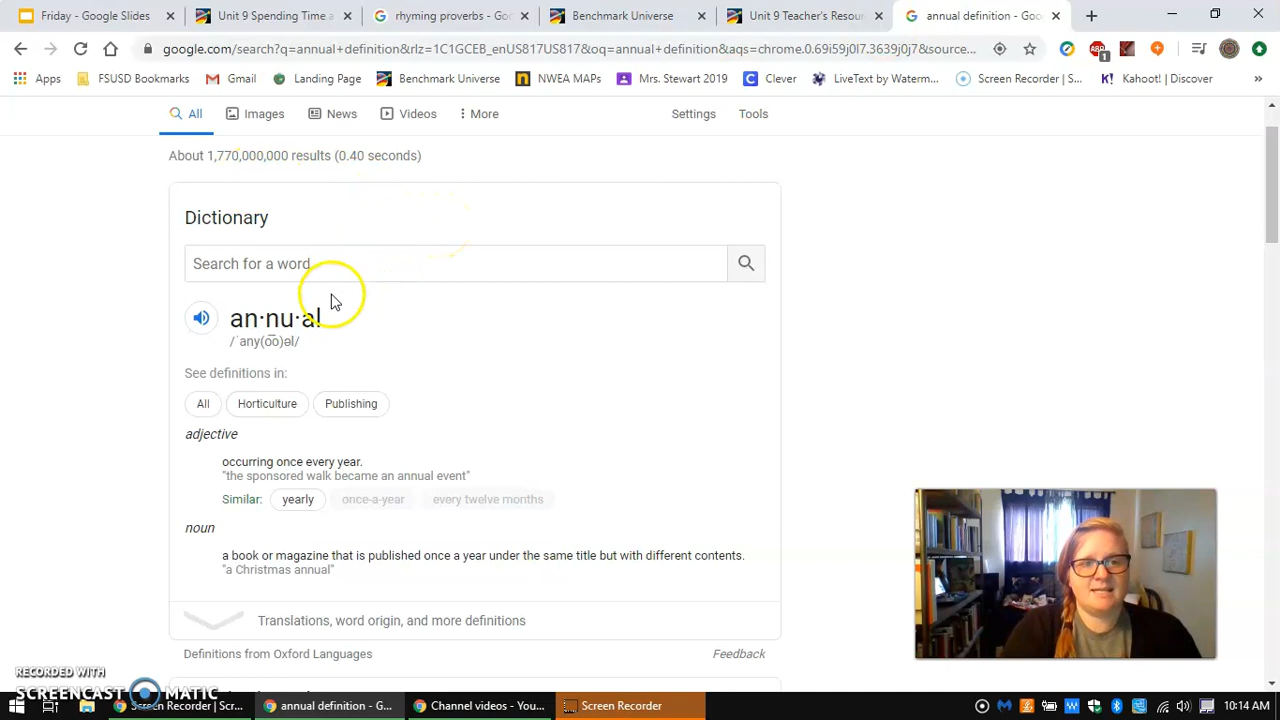 Friday - Google Slides
Unit 9 Spending Time a
rhyming proverbs - Goo
Benchmark Universe
Unit 9 Teacher's Resour
annual definition - Goo
google.com/search?q=annual+definition&rlz=1C1GCEB_enUS817US817&oq=annual+definition&aqs=chrome.0.69i59j0l7.3639j0j7&source...
1
Apps
FSUSD Bookmarks
Gmail
Landing Page
Benchmark Universe
NWEA MAPs
Mrs. Stewart 2019
Clever
LiveText by Waterm...
Screen Recorder | S...
Kahoot! | Discover
All
Images
News
Videos
More
Settings
Tools
About 1,770,000,000 results (0.40 seconds)
Dictionary
Search for a word
an·nu·al
/ˈany(o͞o)əl/
See definitions in:
All
Horticulture
Publishing
adjective
occurring once every year.
"the sponsored walk became an annual event"
Similar: yearly once-a-year every twelve months
noun
a book or magazine that is published once a year under the same title but with different contents.
"a Christmas annual"
Translations, word origin, and more definitions
Definitions from Oxford Languages
Feedback
RECORDED WITH
SCREENCAST MATIC
Screen Recorder | Sc...
annual definition - G...
Channel videos - You...
Screen Recorder
10:14 AM